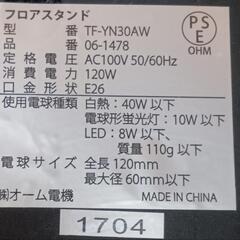 フロアスタンド
型 番 TF-YN30AW
品 番 06-1478
定格電圧 AC100V 50/60Hz
消費電力 120W
口金形状 E26
使用電球種類 白熱:40W以下
電球形蛍光灯:10W以下
LED:8W以下、
質量110g以下
電球サイズ 全長120mm
最大径60mm以下
㈱オーム電機 MADE IN CHINA
PS
E
OHM
1704